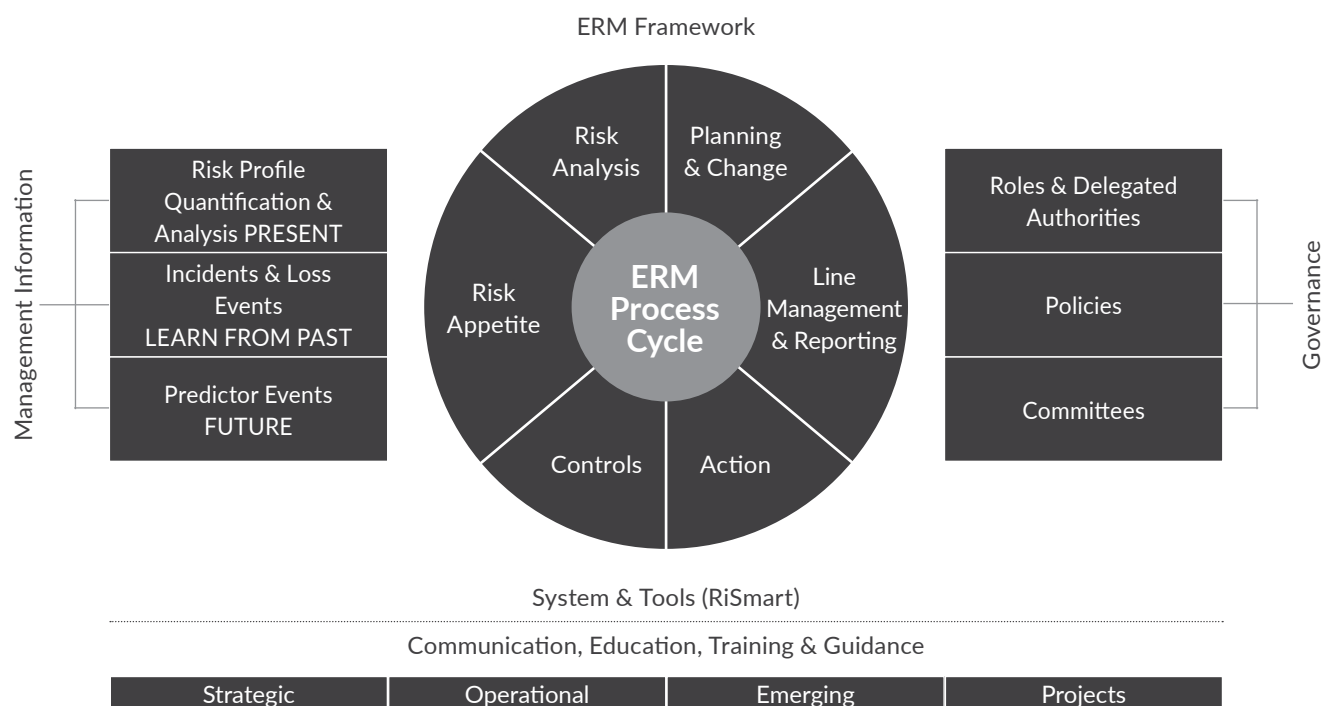 ERM Framework
Management Information
Risk Profile
Quantification &
Analysis PRESENT
Incidents & Loss
Events
LEARN FROM PAST
Predictor Events
FUTURE
Risk
Analysis
Planning
& Change
Risk
Appetite
ERM
Process
Cycle
Line
Management
& Reporting
Controls
Action
Roles & Delegated
Authorities
Policies
Committees
Governance
System & Tools (RiSmart)
Communication, Education, Training & Guidance
Strategic
Operational
Emerging
Projects